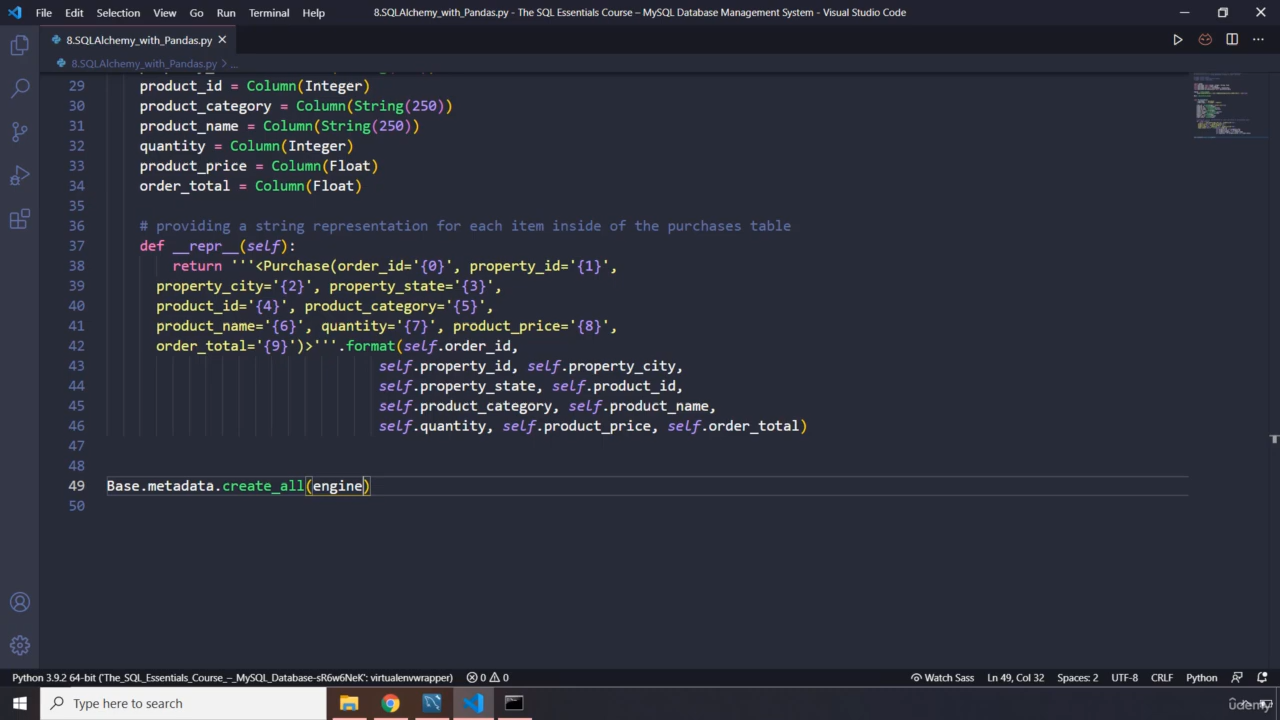 File Edit Selection View Go Run Terminal Help
8.SQLAlchemy_with_Pandas.py - The SQL Essentials Course – MySQL Database Management System - Visual Studio Code
8.SQLAlchemy_with_Pandas.py
8.SQLAlchemy_with_Pandas.py > ...
29 product_id = Column(Integer)
30 product_category = Column(String(250))
31 product_name = Column(String(250))
32 quantity = Column(Integer)
33 product_price = Column(Float)
34 order_total = Column(Float)
35
36 # providing a string representation for each item inside of the purchases table
37 def __repr__(self):
38 return '''<Purchase(order_id='{0}', property_id='{1}',
39 property_city='{2}', property_state='{3}',
40 product_id='{4}', product_category='{5}',
41 product_name='{6}', quantity='{7}', product_price='{8}',
42 order_total='{9}')>'''.format(self.order_id,
43 self.property_id, self.property_city,
44 self.property_state, self.product_id,
45 self.product_category, self.product_name,
46 self.quantity, self.product_price, self.order_total)
47
48
49 Base.metadata.create_all(engine)
50
Python 3.9.2 64-bit ('The_SQL_Essentials_Course_–_MySQL_Database-sR6w6NeK': virtualenvwrapper) 0 0 Watch Sass Ln 49, Col 32 Spaces: 2 UTF-8 CRLF Python
Type here to search
udemy